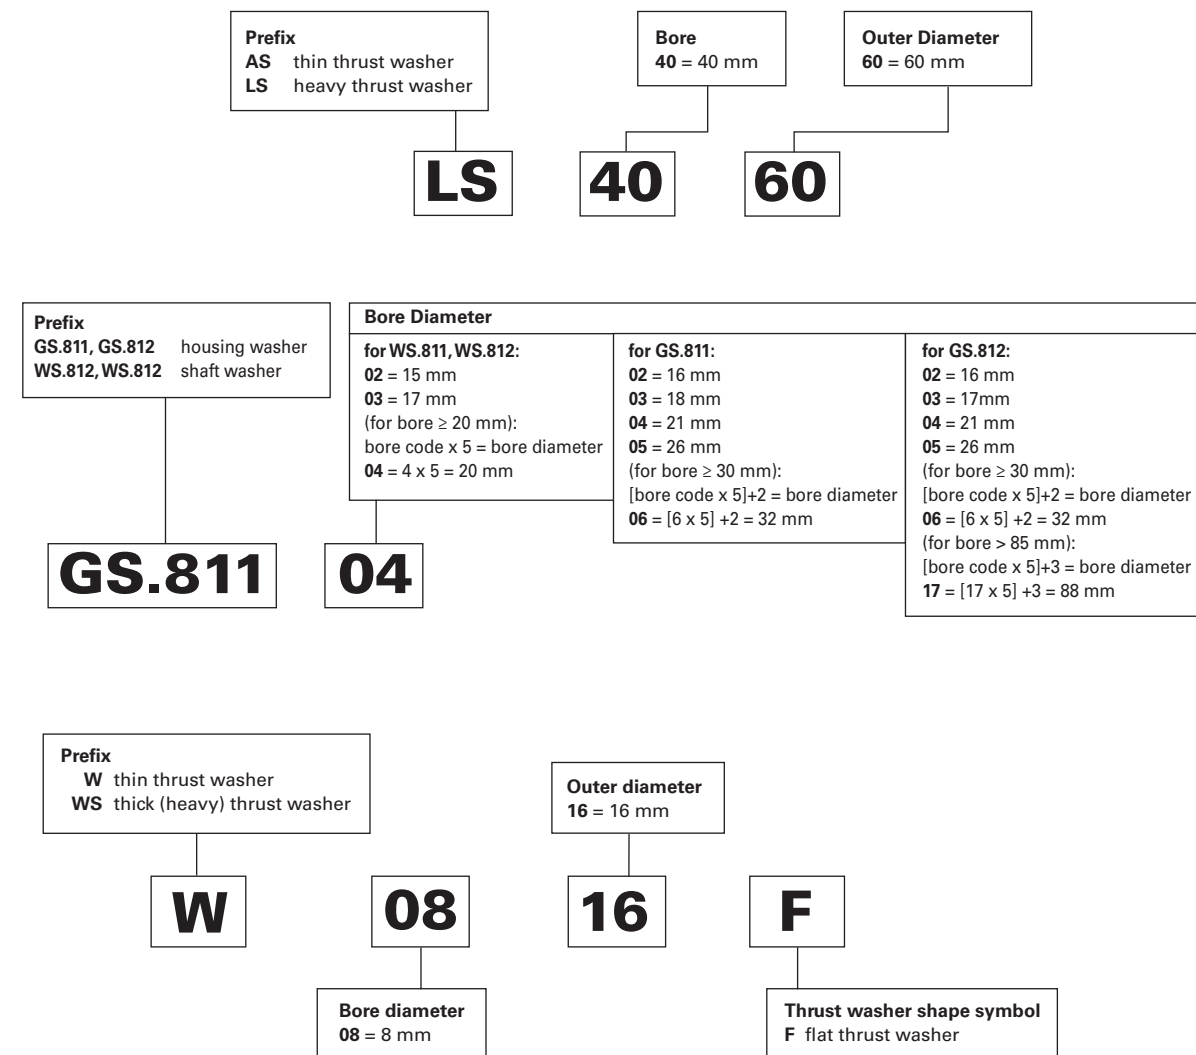 Prefix
AS thin thrust washer
LS heavy thrust washer
Bore
40 = 40 mm
Outer Diameter
60 = 60 mm
LS 40 60
Prefix
GS.811, GS.812 housing washer
WS.812, WS.812 shaft washer
Bore Diameter
for WS.811, WS.812:
02 = 15 mm
03 = 17 mm
(for bore ≥ 20 mm):
bore code x 5 = bore diameter
04 = 4 x 5 = 20 mm
for GS.811:
02 = 16 mm
03 = 18 mm
04 = 21 mm
05 = 26 mm
(for bore ≥ 30 mm):
[bore code x 5]+2 = bore diameter
06 = [6 x 5] +2 = 32 mm
for GS.812:
02 = 16 mm
03 = 17mm
04 = 21 mm
05 = 26 mm
(for bore ≥ 30 mm):
[bore code x 5]+2 = bore diameter
06 = [6 x 5] +2 = 32 mm
(for bore > 85 mm):
[bore code x 5]+3 = bore diameter
17 = [17 x 5] +3 = 88 mm
GS.811 04
Prefix
W thin thrust washer
WS thick (heavy) thrust washer
Outer diameter
16 = 16 mm
W 08 16 F
Bore diameter
08 = 8 mm
Thrust washer shape symbol
F flat thrust washer